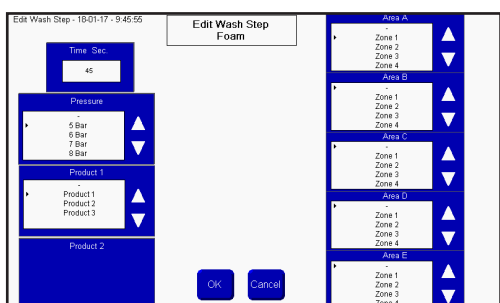 Edit Wash Step - 18-01-17 - 9:45:55
Edit Wash Step
Foam
Time Sec.
45
Pressure
-
5 Bar
6 Bar
7 Bar
8 Bar
Product 1
-
Product 1
Product 2
Product 3
Product 2
OK
Cancel
Area A
-
Zone 1
Zone 2
Zone 3
Zone 4
Area B
-
Zone 1
Zone 2
Zone 3
Zone 4
Area C
-
Zone 1
Zone 2
Zone 3
Zone 4
Area D
-
Zone 1
Zone 2
Zone 3
Zone 4
Area E
-
Zone 1
Zone 2
Zone 3
Zone 4